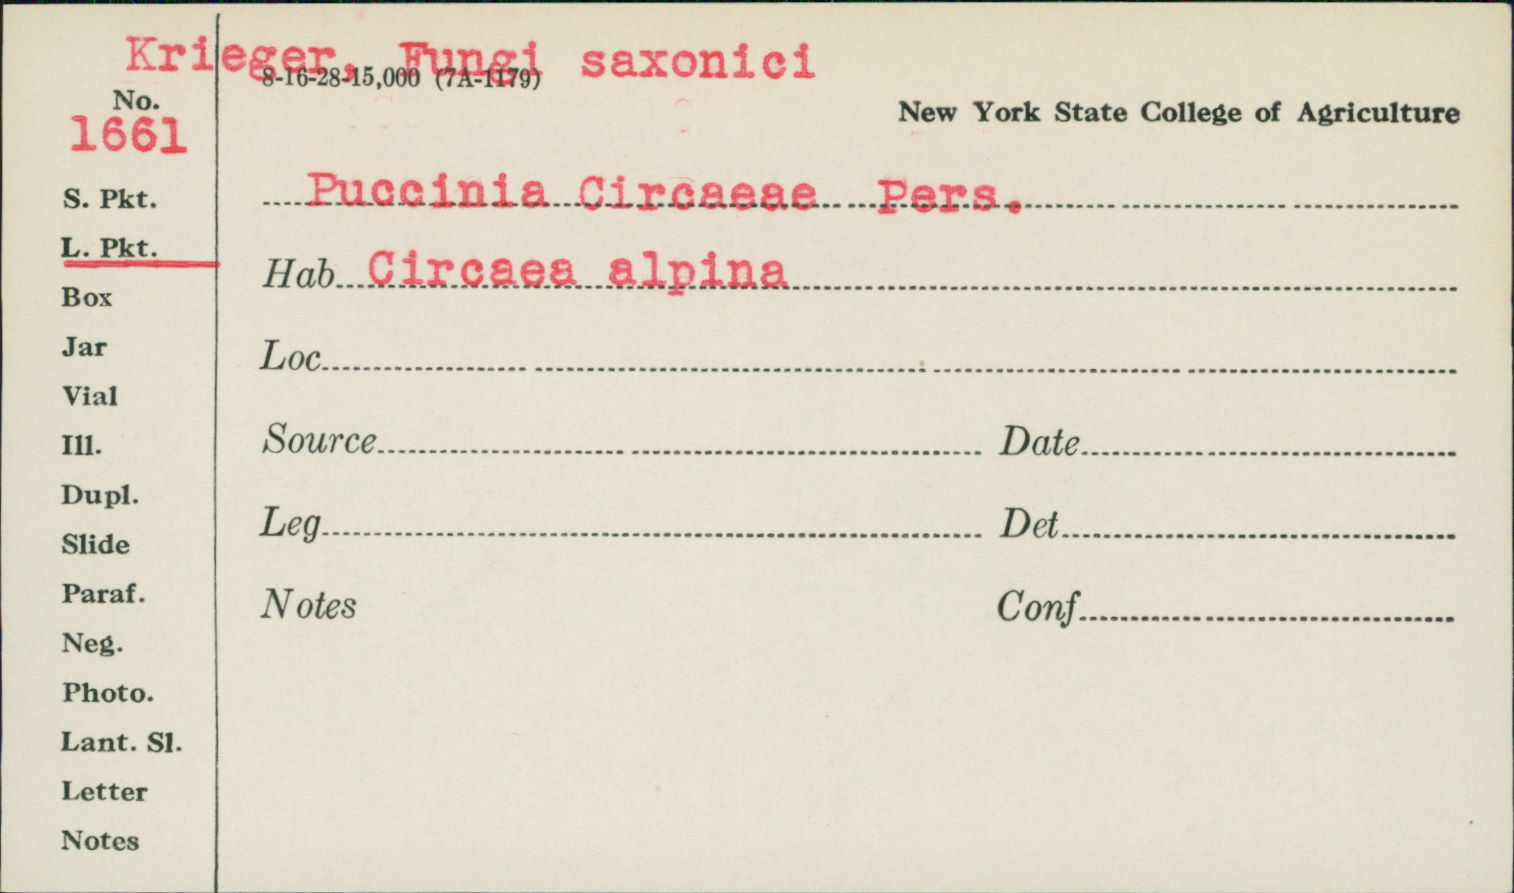 Krieger, Fungi saxonici
8-16-28-15,000 (7A-1179)
No.
1661
New York State College of Agriculture
S. Pkt.
Puccinia Circaeae Pers.
L. Pkt.
Hab. Circaea alpina
Box
Jar
Loc.
Vial
Ill.
Source
Date
Dupl.
Leg
Det
Slide
Paraf.
Notes
Conf
Neg.
Photo.
Lant. Sl.
Letter
Notes